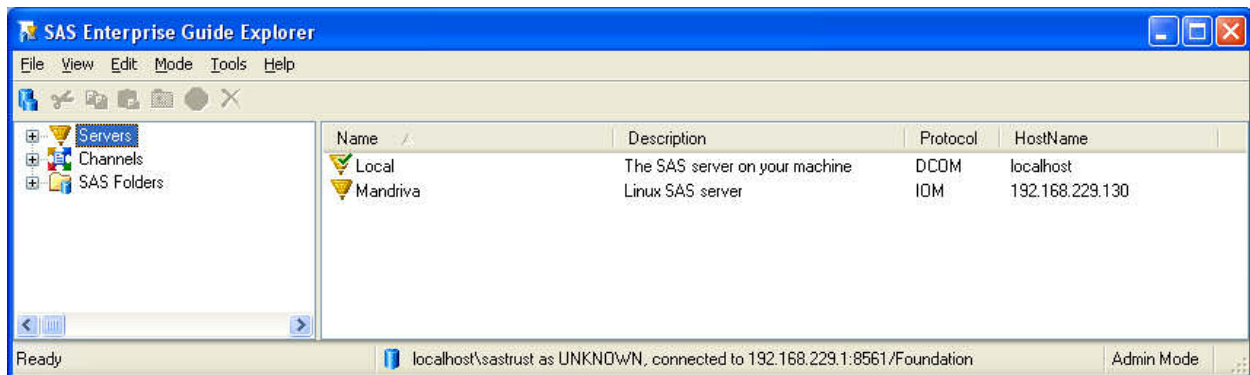 SAS Enterprise Guide Explorer
File View Edit Mode Tools Help
Servers
Channels
SAS Folders
Name Description Protocol HostName
Local The SAS server on your machine DCOM localhost
Mandriva Linux SAS server IOM 192.168.229.130
Ready localhost\sastrust as UNKNOWN, connected to 192.168.229.1:8561/Foundation Admin Mode